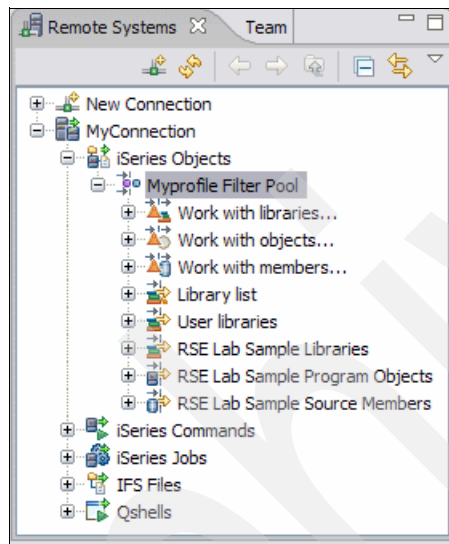 Remote Systems Team
New Connection
MyConnection
iSeries Objects
Myprofile Filter Pool
Work with libraries...
Work with objects...
Work with members...
Library list
User libraries
RSE Lab Sample Libraries
RSE Lab Sample Program Objects
RSE Lab Sample Source Members
iSeries Commands
iSeries Jobs
IFS Files
Qshells